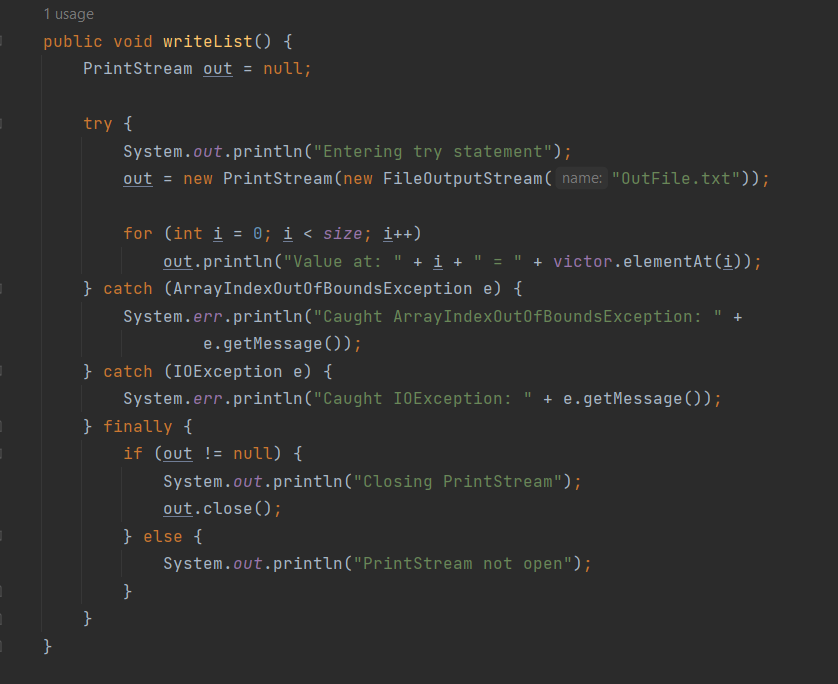 1 usage
public void writeList() {
PrintStream out = null;
try {
System.out.println("Entering try statement");
out = new PrintStream(new FileOutputStream( name: "OutFile.txt"));
for (int i = 0; i < size; i++)
out.println("Value at: " + i + " = " + victor.elementAt(i));
} catch (ArrayIndexOutOfBoundsException e) {
System.err.println("Caught ArrayIndexOutOfBoundsException: " +
e.getMessage());
} catch (IOException e) {
System.err.println("Caught IOException: " + e.getMessage());
} finally {
if (out != null) {
System.out.println("Closing PrintStream");
out.close();
} else {
System.out.println("PrintStream not open");
}
}
}